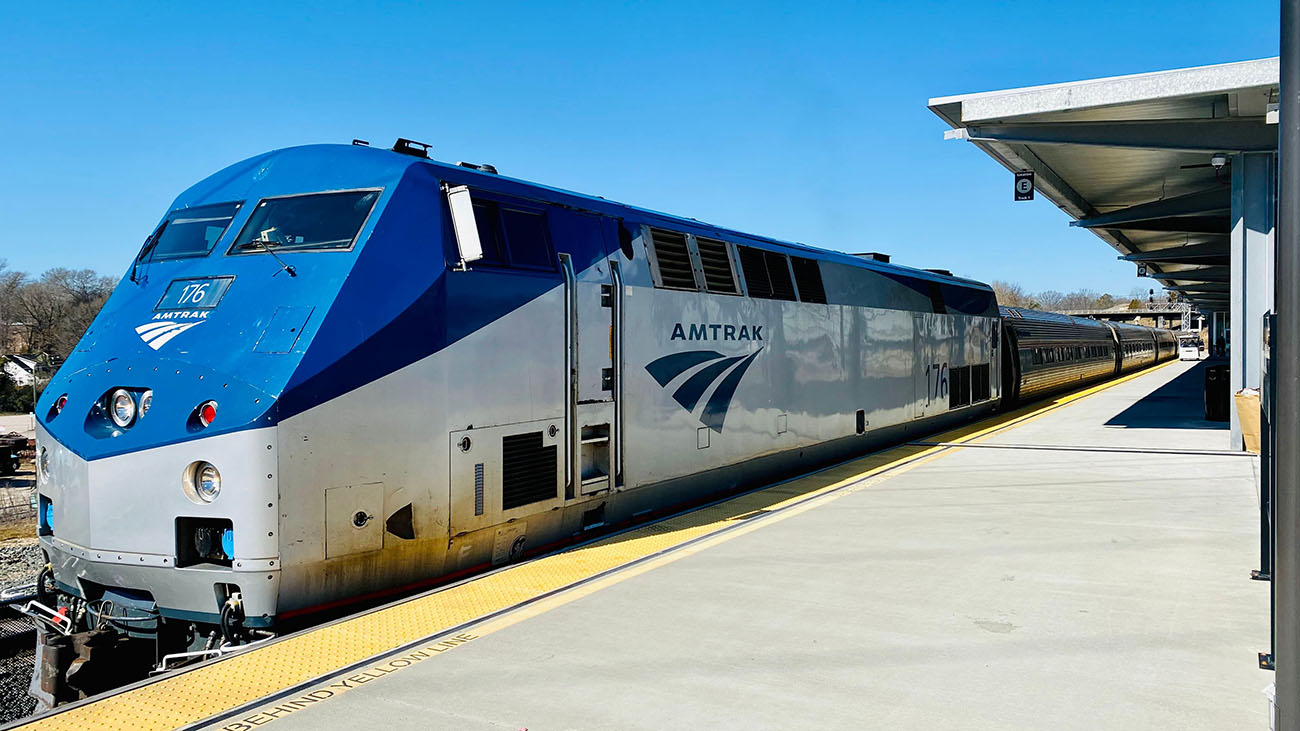 176
AMTRAK
AMTRAK
176
E
BEHIND YELLOW LINE